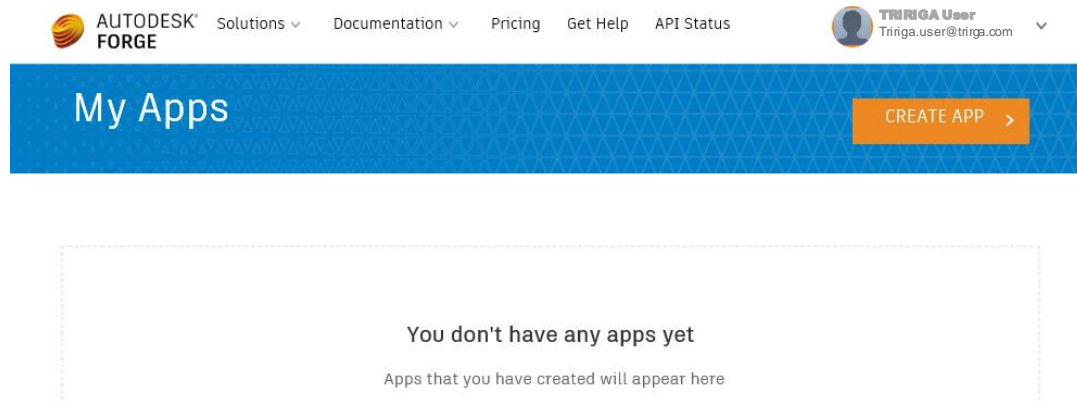 AUTODESK® Solutions Documentation Pricing Get Help API Status TRIRIGA User
FORGE Tririga.user@trirga.com
My Apps
CREATE APP
You don't have any apps yet
Apps that you have created will appear here